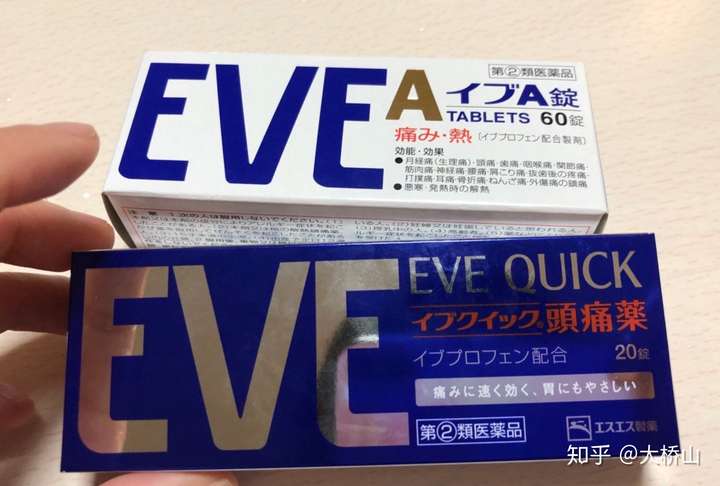 EVE A
第②類医薬品
イブA錠
TABLETS 60錠
痛み・熱 〔イブプロフェン配合製剤〕
効能・効果
●月経痛(生理痛)・頭痛・歯痛・咽喉痛・関節痛・
筋肉痛・神経痛・腰痛・肩こり痛・抜歯後の疼痛・
打撲痛・耳痛・骨折痛・ねんざ痛・外傷痛の鎮痛
●悪寒・発熱時の解熱
EVE
EVE QUICK
イブクイック®頭痛薬
イブプロフェン配合 20錠
痛みに速く効く、胃にもやさしい
第②類医薬品 エスエス製薬
知乎 @大桥山